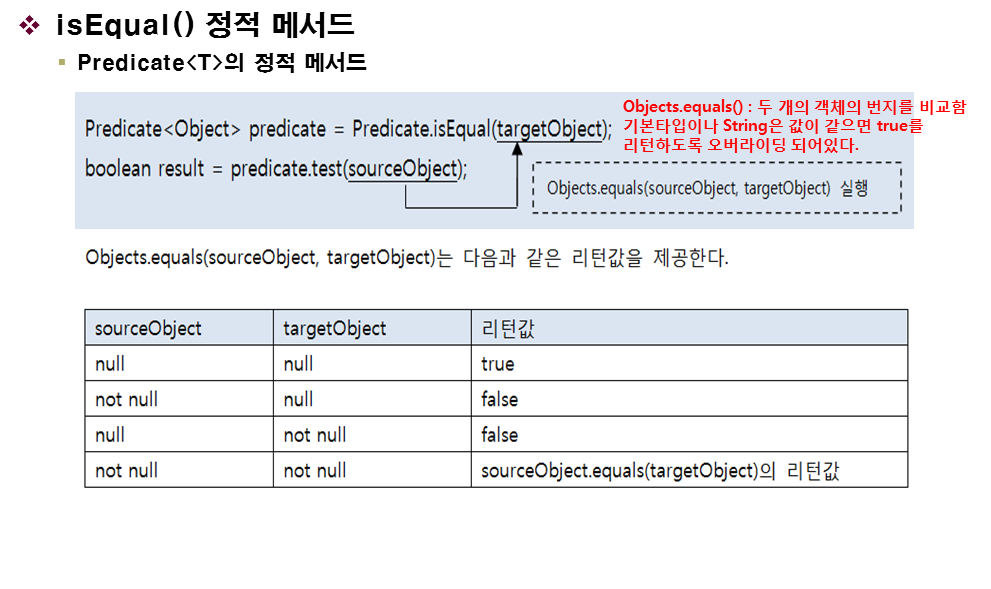 isEqual() 정적 메서드
Predicate<T>의 정적 메서드
Objects.equals() : 두 개의 객체의 번지를 비교함
기본타입이나 String은 값이 같으면 true를
리턴하도록 오버라이딩 되어있다.
Predicate<Object> predicate = Predicate.isEqual(targetObject);
boolean result = predicate.test(sourceObject);
Objects.equals(sourceObject, targetObject) 실행
Objects.equals(sourceObject, targetObject)는 다음과 같은 리턴값을 제공한다.
sourceObject targetObject 리턴값
null null true
not null null false
null not null false
not null not null sourceObject.equals(targetObject)의 리턴값